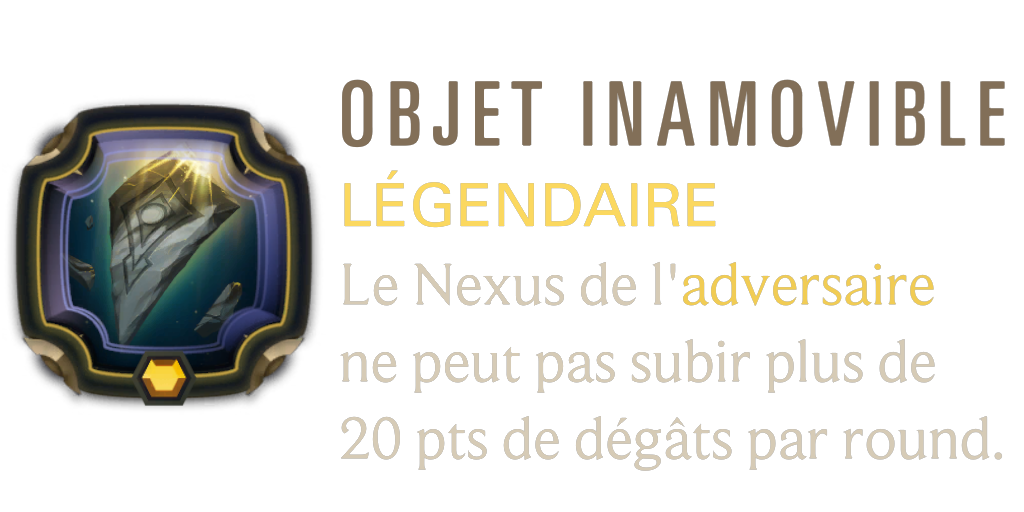 OBJET INAMOVIBLE
LÉGENDAIRE
Le Nexus de l'adversaire
ne peut pas subir plus de
20 pts de dégâts par round.